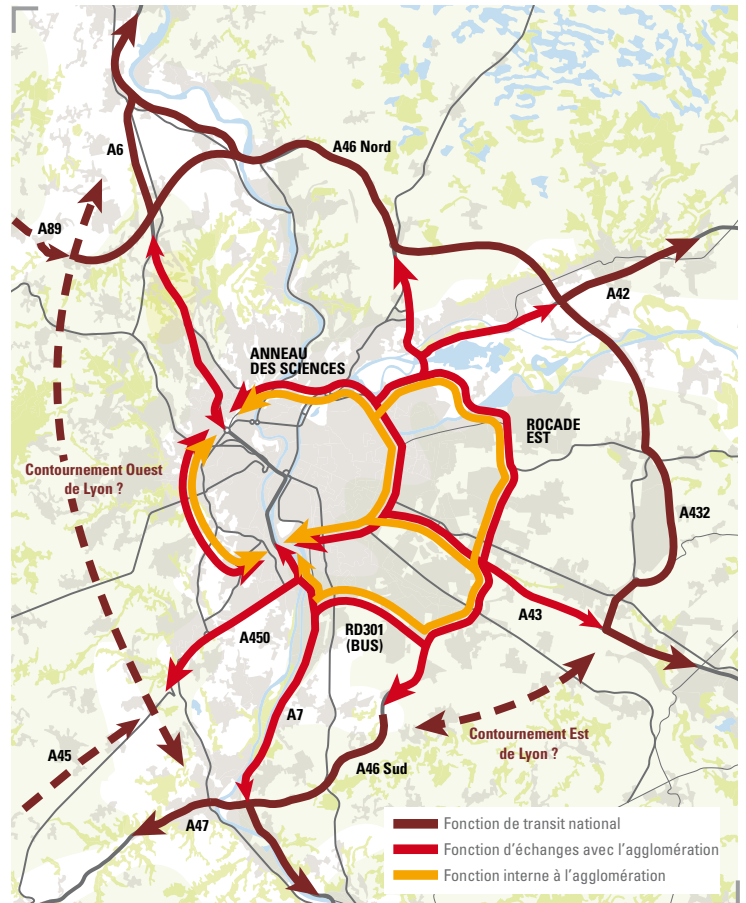 A6
A46 Nord
A89
A42
ANNEAU
DES SCIENCES
ROCADE
EST
Contournement Ouest
de Lyon ?
A432
A43
A450
RD301
(BUS)
A7
Contournement Est
de Lyon ?
A45
A46 Sud
A47
Fonction de transit national
Fonction d'échanges avec l'agglomération
Fonction interne à l'agglomération